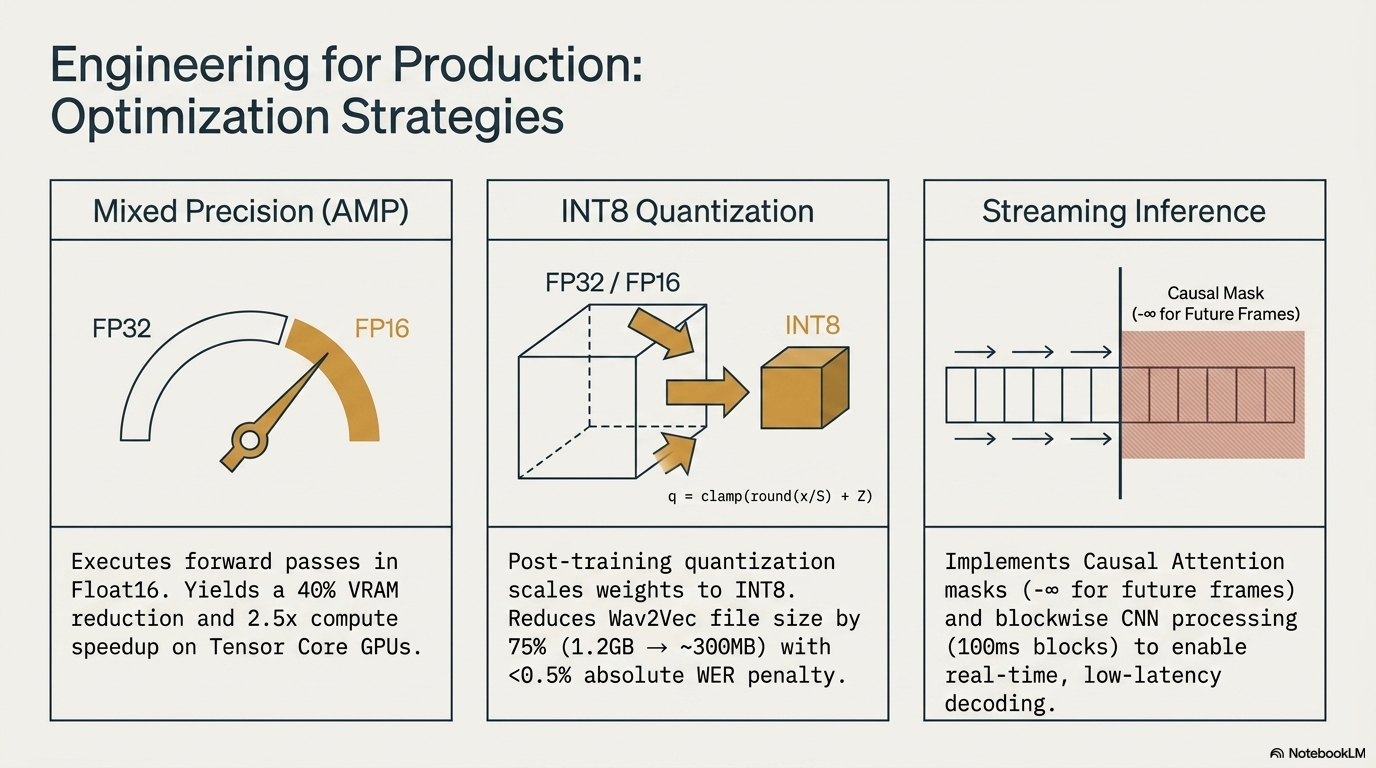 Engineering for Production:
Optimization Strategies
Mixed Precision (AMP)
FP32
FP16
Executes forward passes in
Float16. Yields a 40% VRAM
reduction and 2.5x compute
speedup on Tensor Core GPUs.
INT8 Quantization
FP32 / FP16
INT8
q = clamp(round(x/S) + Z)
Post-training quantization
scales weights to INT8.
Reduces Wav2Vec file size by
75% (1.2GB → ~300MB) with
<0.5% absolute WER penalty.
Streaming Inference
Causal Mask
(-∞ for Future Frames)
Implements Causal Attention
masks (-∞ for future frames)
and blockwise CNN processing
(100ms blocks) to enable
real-time, low-latency
decoding.
NotebookLM